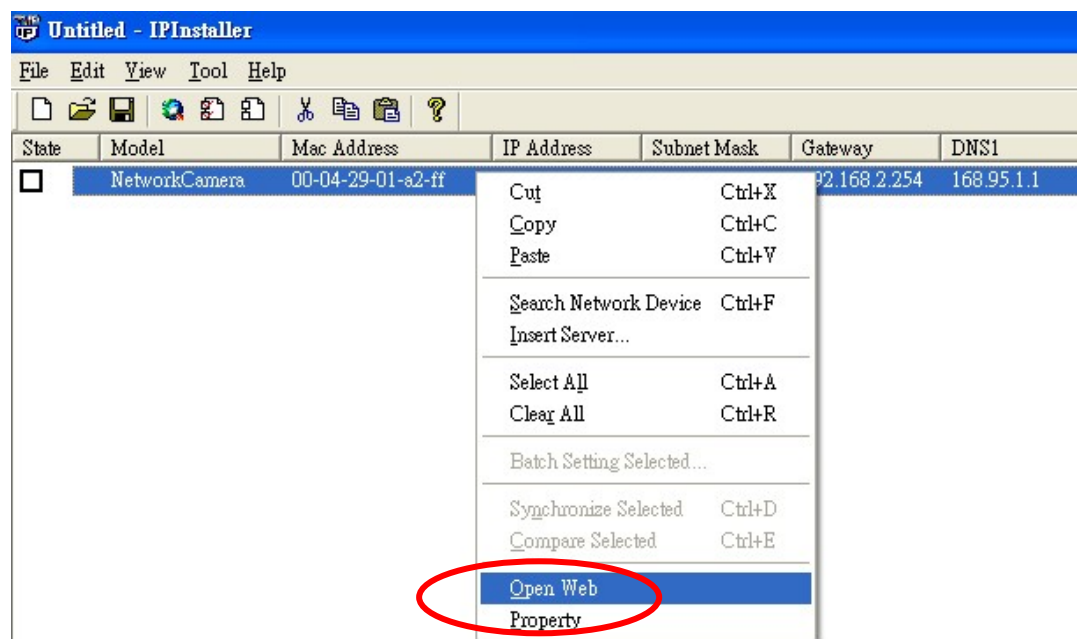 Untitled - IPInstaller
File Edit View Tool Help
State Model Mac Address IP Address Subnet Mask Gateway DNS1
NetworkCamera 00-04-29-01-a2-ff 92.168.2.254 168.95.1.1
Cut Ctrl+X
Copy Ctrl+C
Paste Ctrl+V
Search Network Device Ctrl+F
Insert Server...
Select All Ctrl+A
Clear All Ctrl+R
Batch Setting Selected...
Synchronize Selected Ctrl+D
Compare Selected Ctrl+E
Open Web
Property